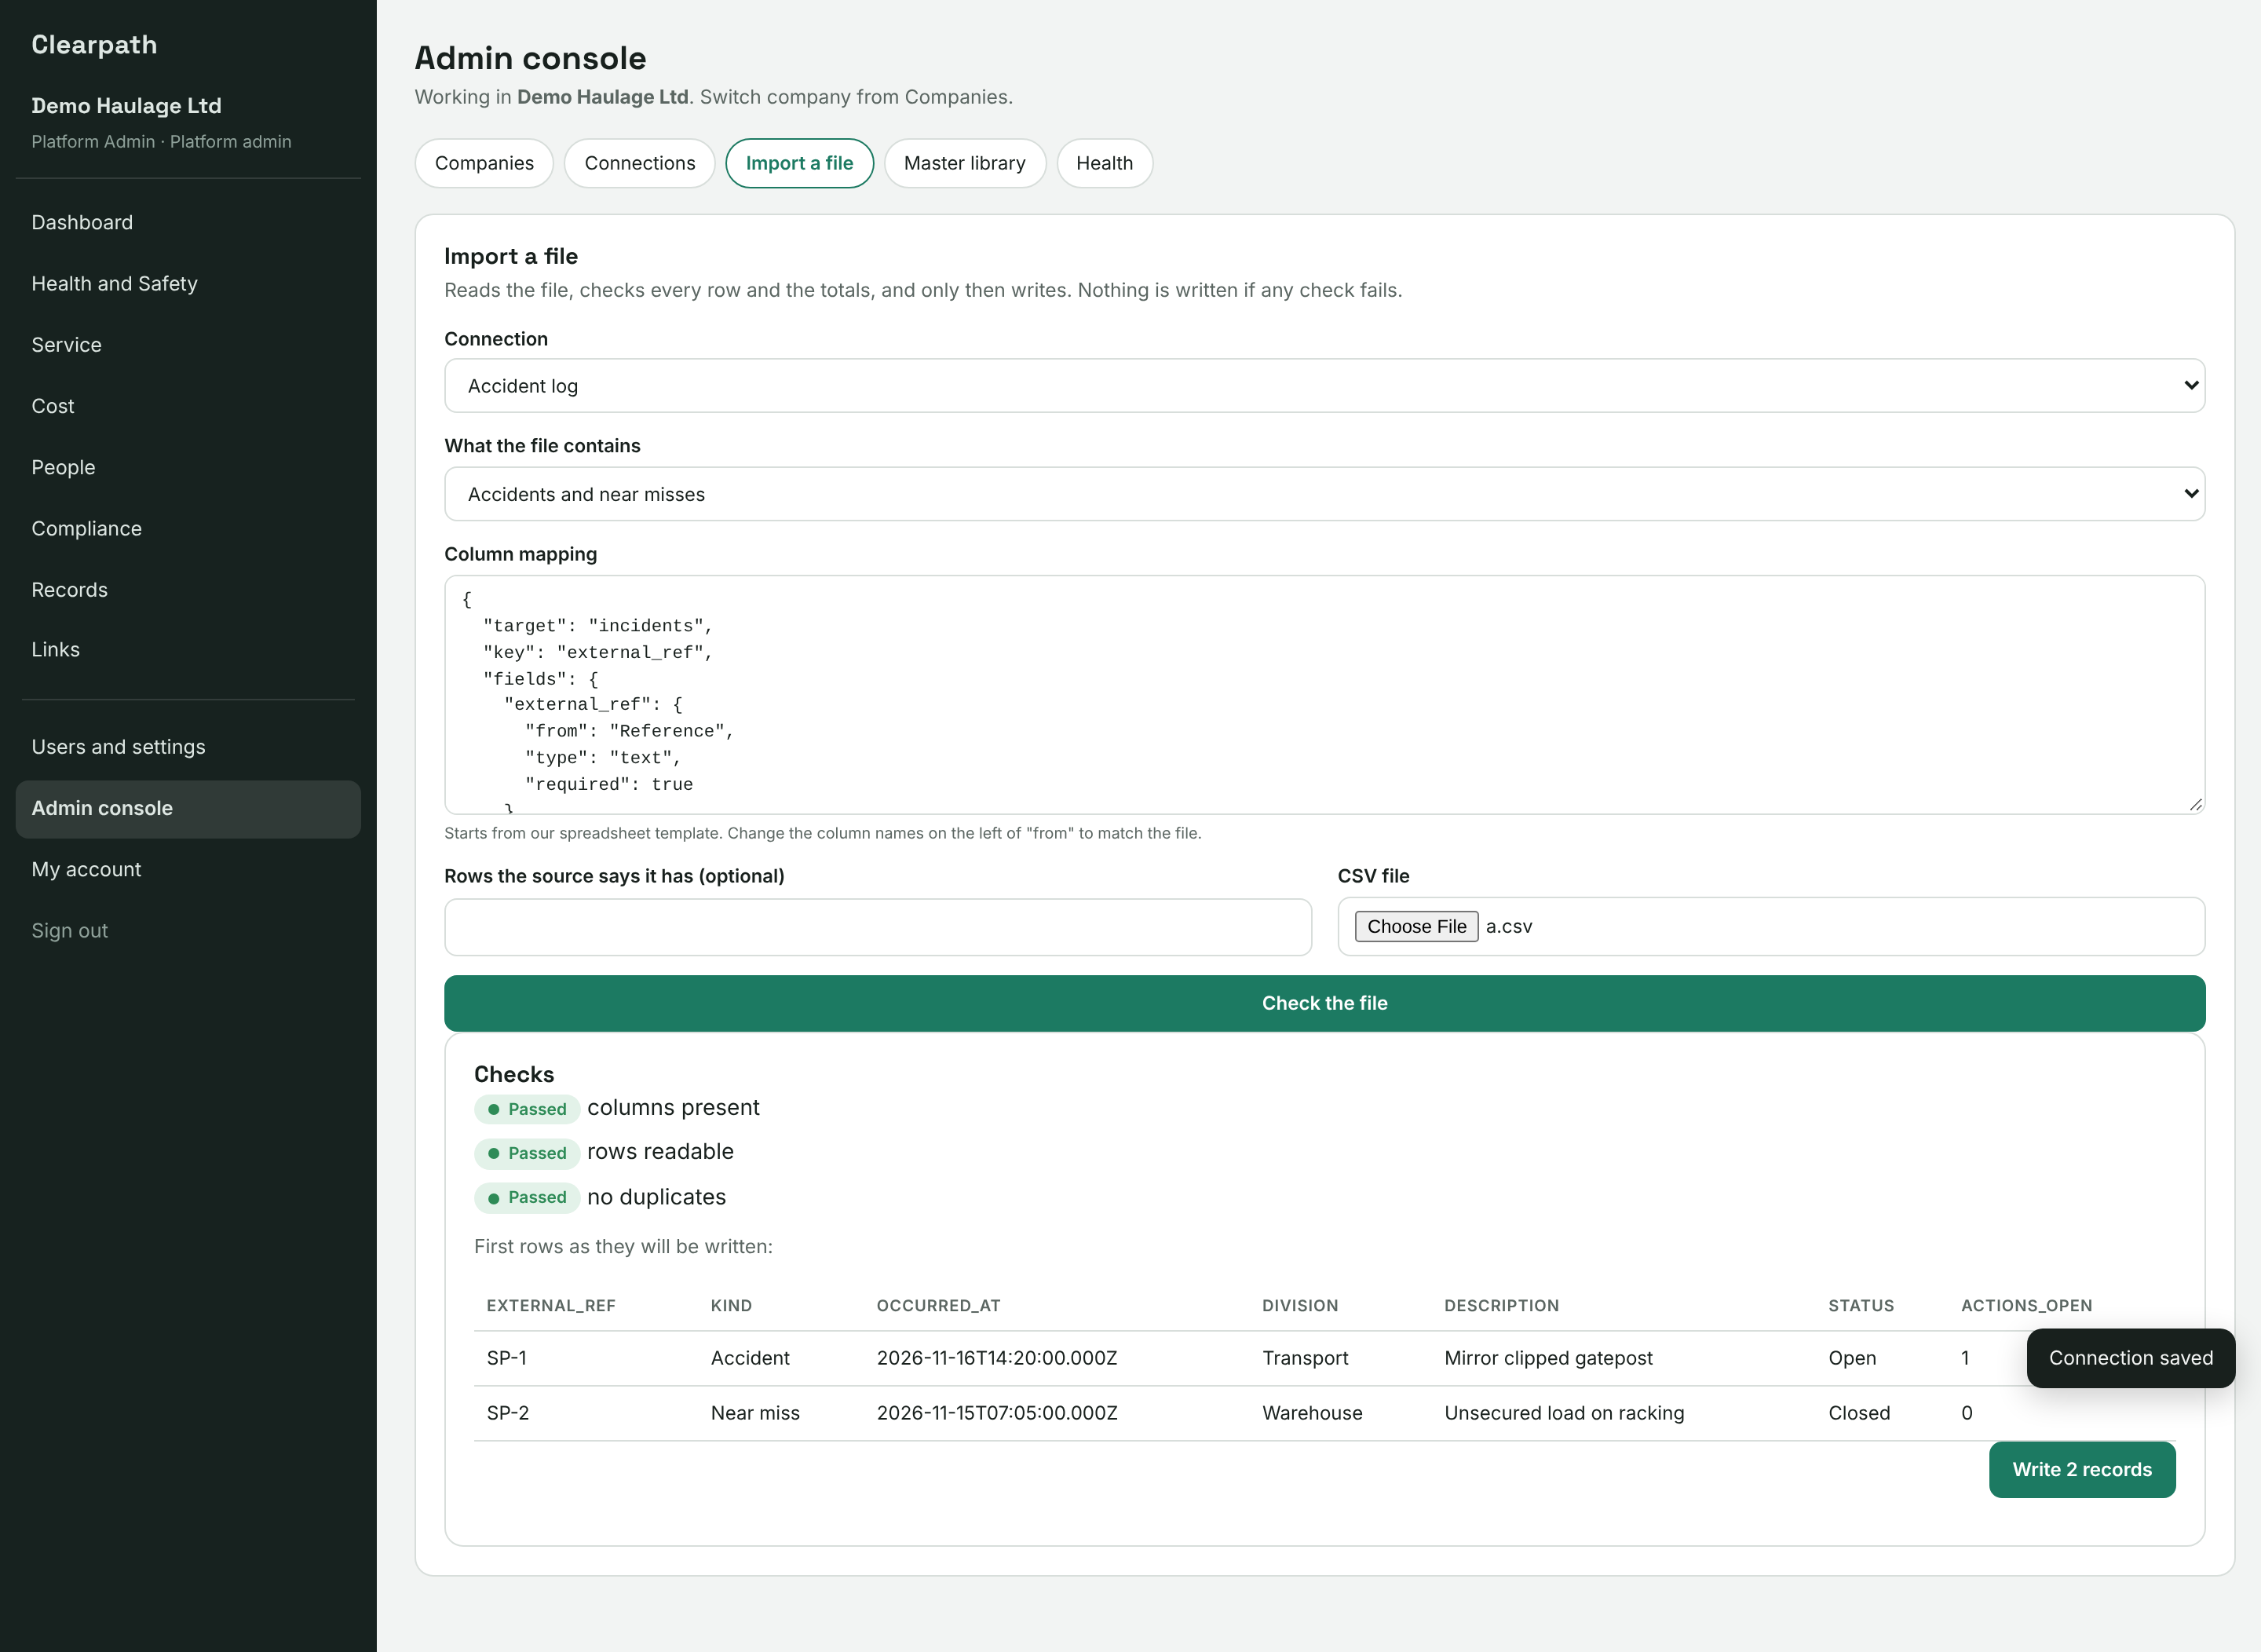 Clearpath
Demo Haulage Ltd
Platform Admin · Platform admin
Dashboard
Health and Safety
Service
Cost
People
Compliance
Records
Links
Users and settings
Admin console
My account
Sign out
Admin console
Working in Demo Haulage Ltd. Switch company from Companies.
Companies Connections Import a file Master library Health
Import a file
Reads the file, checks every row and the totals, and only then writes. Nothing is written if any check fails.
Connection
Accident log
What the file contains
Accidents and near misses
Column mapping
{
"target": "incidents",
"key": "external_ref",
"fields": {
"external_ref": {
"from": "Reference",
"type": "text",
"required": true
}
Starts from our spreadsheet template. Change the column names on the left of "from" to match the file.
Rows the source says it has (optional) CSV file
Choose File a.csv
Check the file
Checks
Passed columns present
Passed rows readable
Passed no duplicates
First rows as they will be written:
EXTERNAL_REF KIND OCCURRED_AT DIVISION DESCRIPTION STATUS ACTIONS_OPEN
SP-1 Accident 2026-11-16T14:20:00.000Z Transport Mirror clipped gatepost Open 1
Connection saved
SP-2 Near miss 2026-11-15T07:05:00.000Z Warehouse Unsecured load on racking Closed 0
Write 2 records